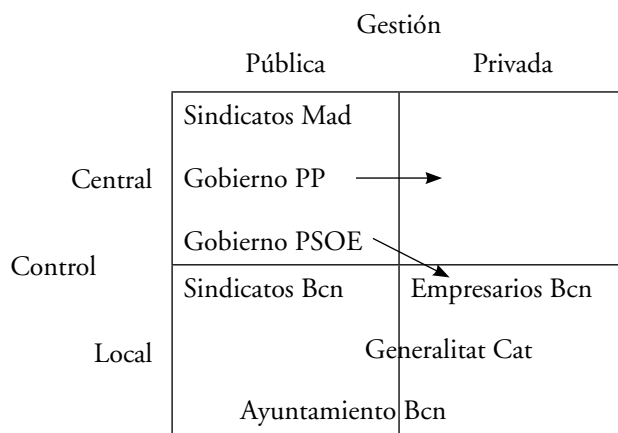 Gestión
Pública Privada
Sindicatos Mad
Central Gobierno PP
Gobierno PSOE
Control
Sindicatos Bcn Empresarios Bcn
Local Generalitat Cat
Ayuntamiento Bcn